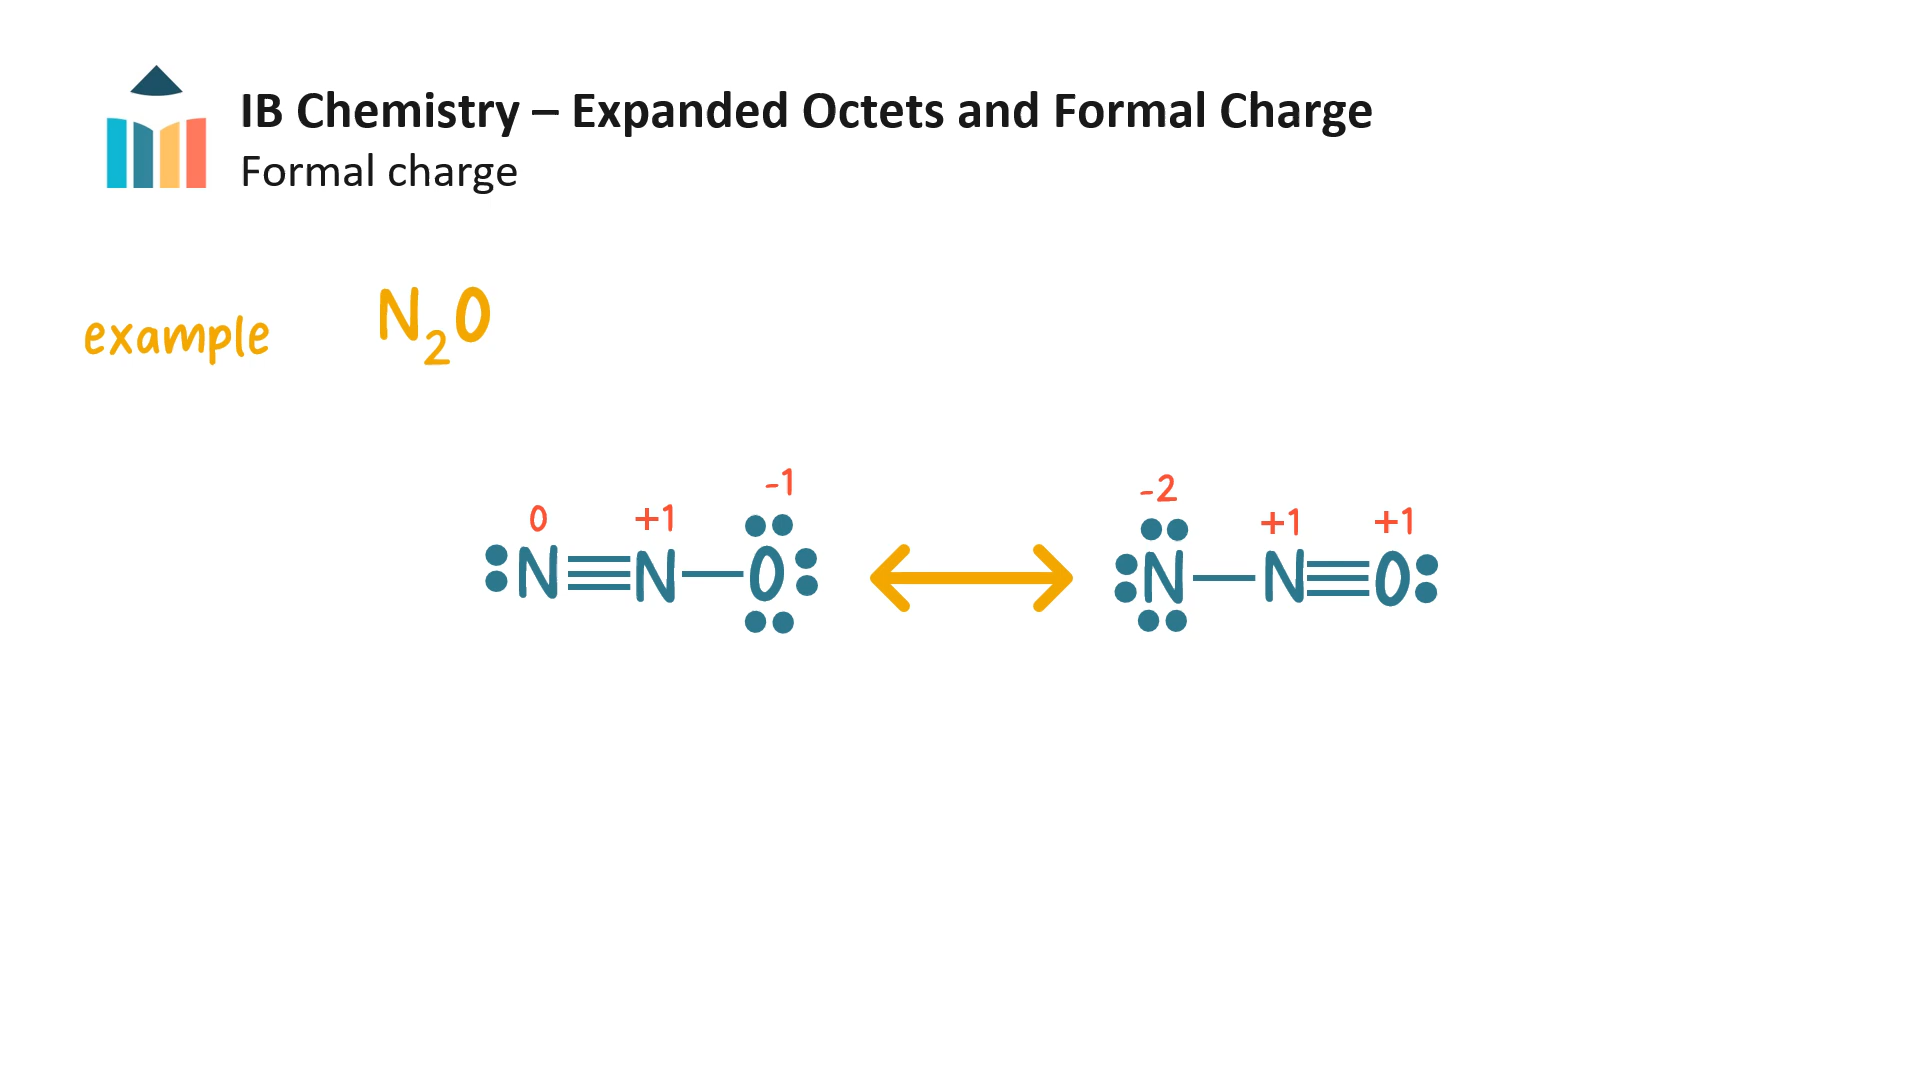 IB Chemistry – Expanded Octets and Formal Charge
Formal charge
example N₂O
0 +1 -1 -2 +1 +1
N≡N–O N–N≡O